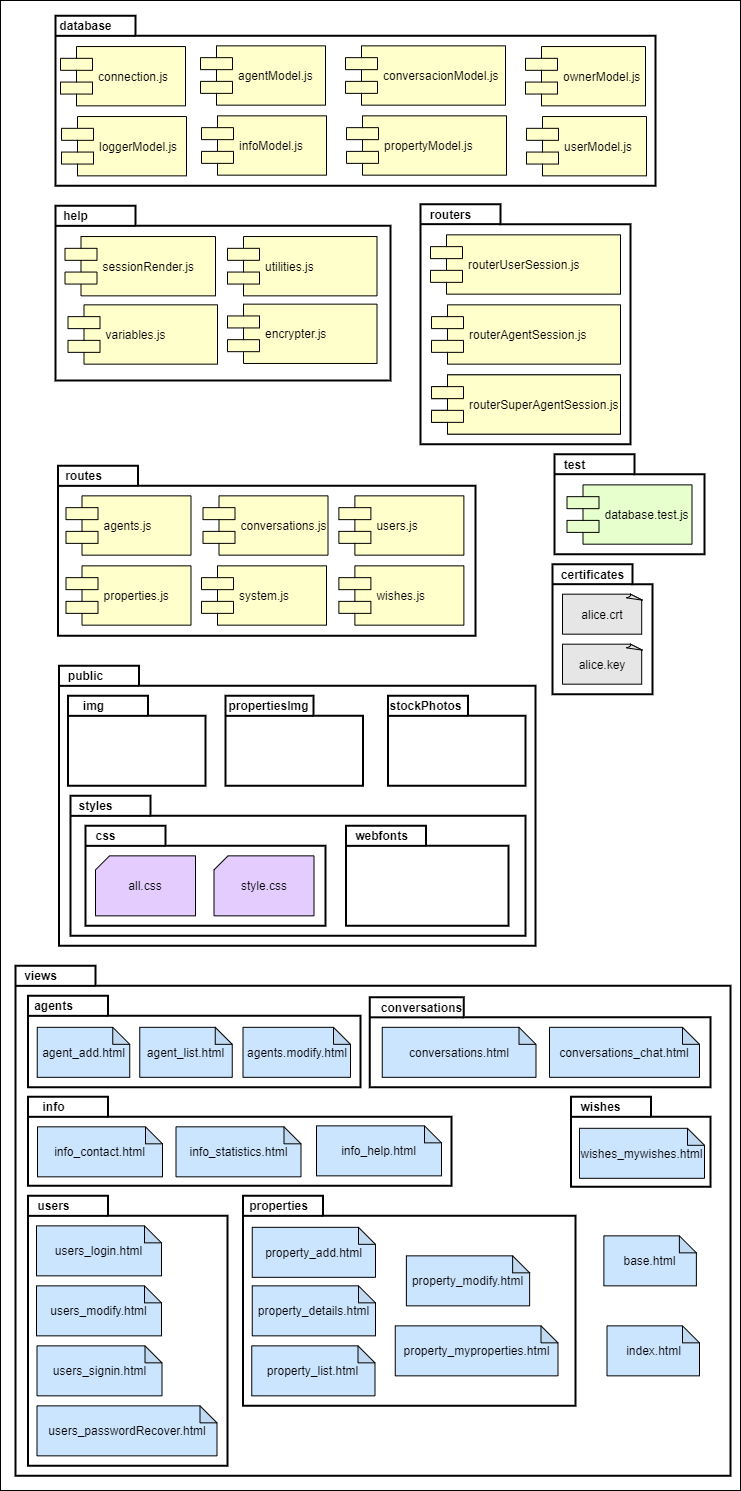 database
connection.js
agentModel.js
conversacionModel.js
ownerModel.js
loggerModel.js
infoModel.js
propertyModel.js
userModel.js
help
sessionRender.js
utilities.js
variables.js
encrypter.js
routers
routerUserSession.js
routerAgentSession.js
routerSuperAgentSession.js
routes
agents.js
conversations.js
users.js
properties.js
system.js
wishes.js
test
database.test.js
certificates
alice.crt
alice.key
public
img
propertiesImg
stockPhotos
styles
css
all.css
style.css
webfonts
views
agents
agent_add.html
agent_list.html
agents.modify.html
conversations
conversations.html
conversations_chat.html
info
info_contact.html
info_statistics.html
info_help.html
wishes
wishes_mywishes.html
users
users_login.html
users_modify.html
users_signin.html
users_passwordRecover.html
properties
property_add.html
property_details.html
property_list.html
property_modify.html
property_myproperties.html
base.html
index.html